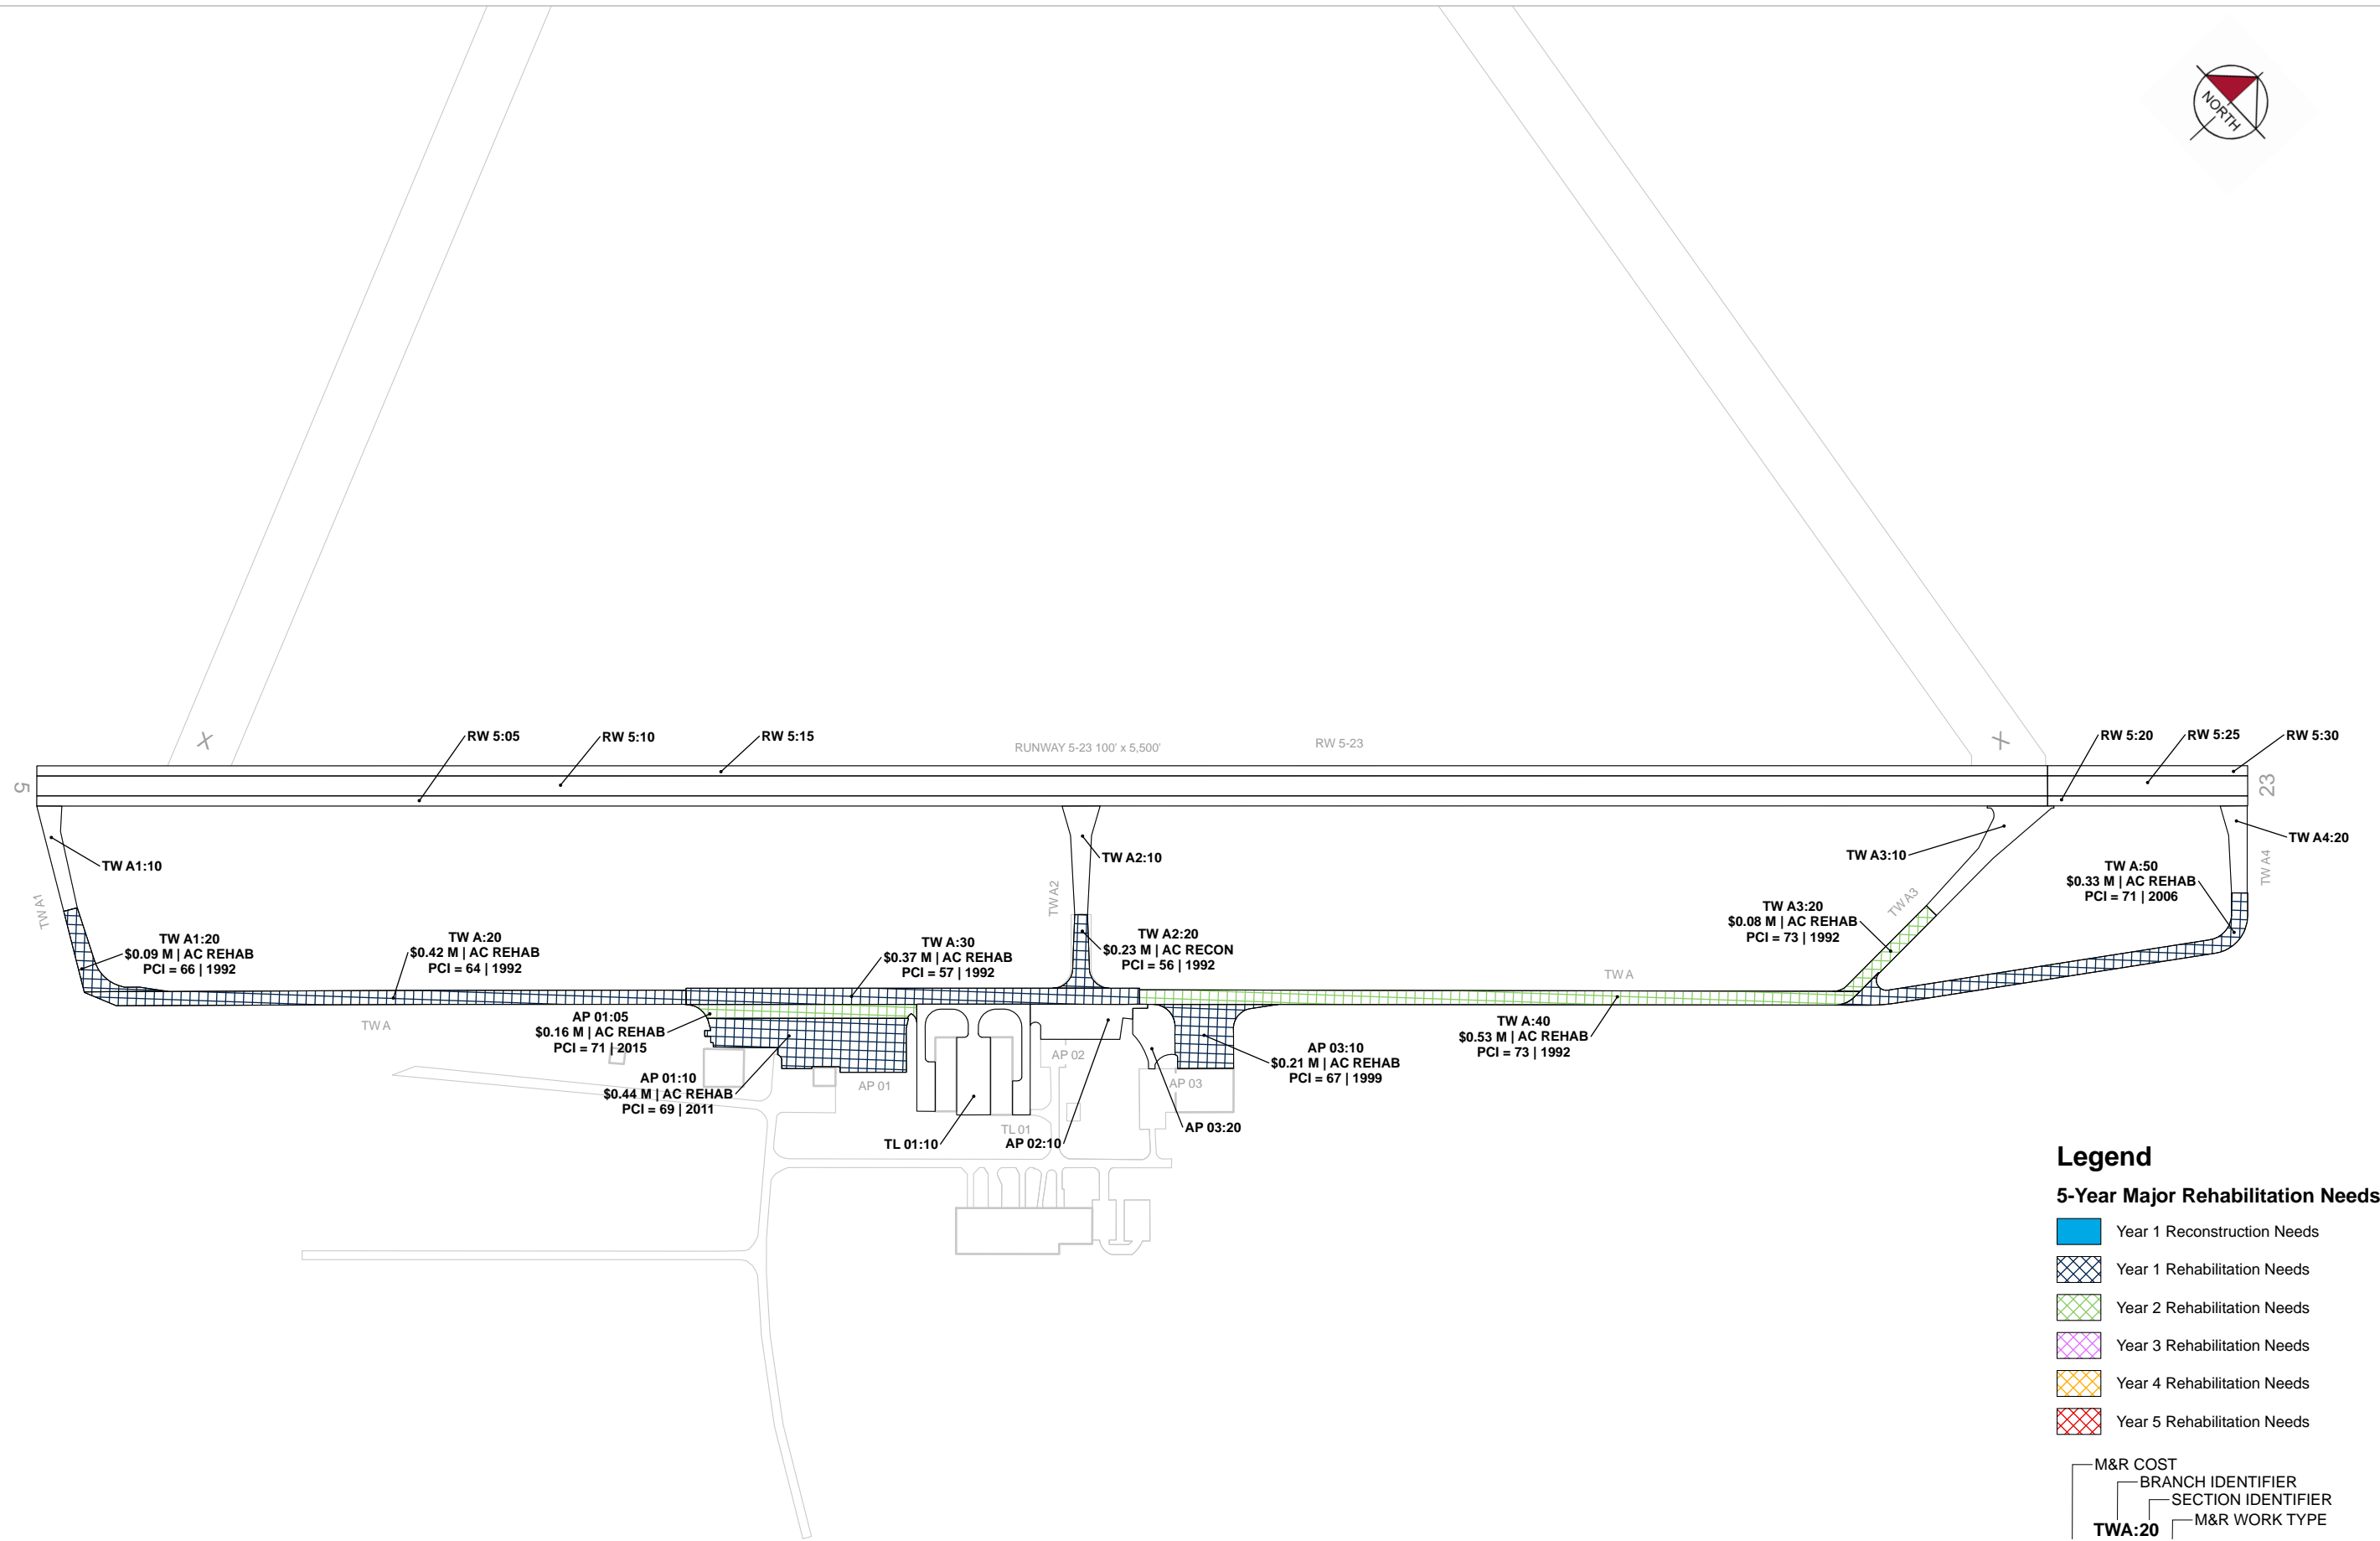 NORTH
RW 5:05
RW 5:10
RW 5:15
RUNWAY 5-23 100' x 5,500'
RW 5-23
X
X
RW 5:20
RW 5:25
RW 5:30
5
23
TW A1:10
TW A1
TW A2:10
TW A2
TW A3:10
TW A3
TW A4:20
TW A4
TW A:50
$0.33 M | AC REHAB
PCI = 71 | 2006
TW A1:20
$0.09 M | AC REHAB
PCI = 66 | 1992
TW A:20
$0.42 M | AC REHAB
PCI = 64 | 1992
TW A:30
$0.37 M | AC REHAB
PCI = 57 | 1992
TW A2:20
$0.23 M | AC RECON
PCI = 56 | 1992
TW A3:20
$0.08 M | AC REHAB
PCI = 73 | 1992
TW A
TW A
AP 01:05
$0.16 M | AC REHAB
PCI = 71 | 2015
AP 01:10
$0.44 M | AC REHAB
PCI = 69 | 2011
AP 01
AP 02
AP 03:10
$0.21 M | AC REHAB
PCI = 67 | 1999
AP 03
TW A:40
$0.53 M | AC REHAB
PCI = 73 | 1992
TL 01:10
TL 01
AP 02:10
AP 03:20
Legend
5-Year Major Rehabilitation Needs
Year 1 Reconstruction Needs
Year 1 Rehabilitation Needs
Year 2 Rehabilitation Needs
Year 3 Rehabilitation Needs
Year 4 Rehabilitation Needs
Year 5 Rehabilitation Needs
M&R COST
BRANCH IDENTIFIER
SECTION IDENTIFIER
M&R WORK TYPE
TWA:20